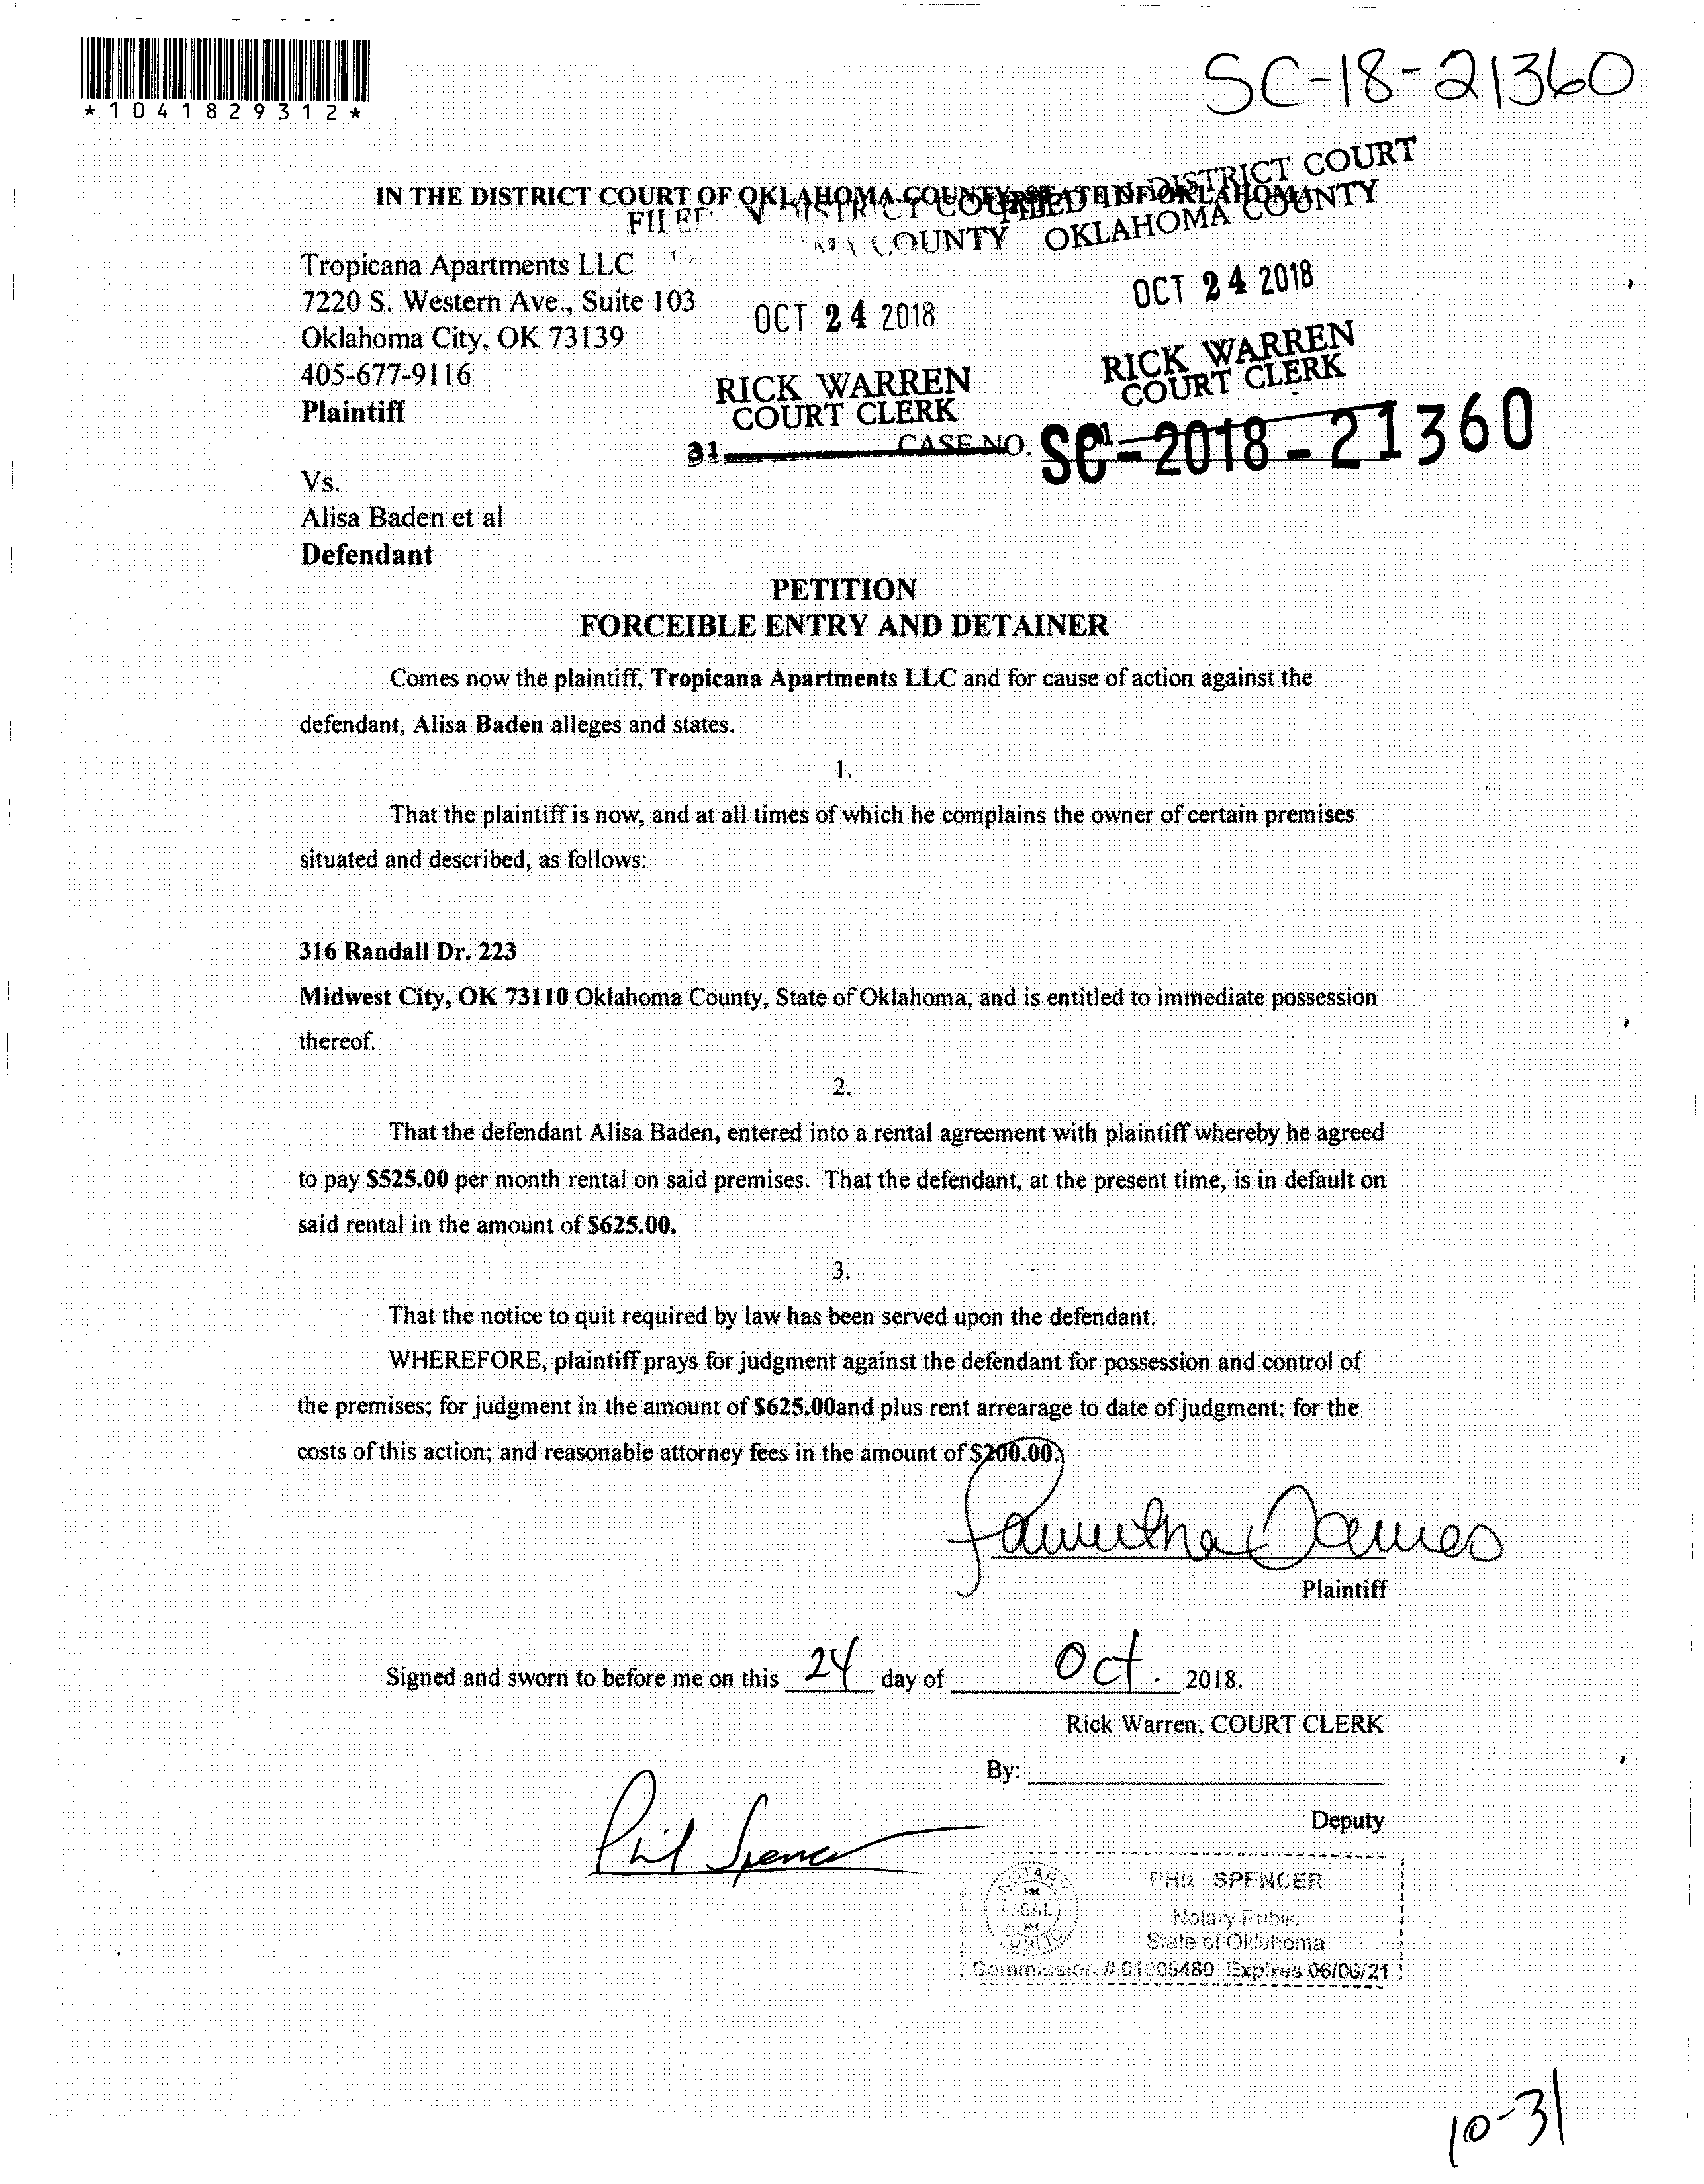 *1041829312*
SC-18-21360
IN THE DISTRICT COURT OF OKLAHOMA COUNTY, STATE OF OKLAHOMA
FILED IN DISTRICT COURT
OKLAHOMA COUNTY
COUNTY
Tropicana Apartments LLC
7220 S. Western Ave., Suite 103
Oklahoma City, OK 73139
405-677-9116
Plaintiff
OCT 24 2018
RICK WARREN
COURT CLERK
31
OCT 24 2018
RICK WARREN
COURT CLERK
CASE NO. SC-2018-21360
Vs.
Alisa Baden et al
Defendant
PETITION
FORCEIBLE ENTRY AND DETAINER
Comes now the plaintiff, Tropicana Apartments LLC and for cause of action against the
defendant, Alisa Baden alleges and states.
1.
That the plaintiff is now, and at all times of which he complains the owner of certain premises
situated and described, as follows:
316 Randall Dr. 223
Midwest City, OK 73110 Oklahoma County, State of Oklahoma, and is entitled to immediate possession
thereof.
2.
That the defendant Alisa Baden, entered into a rental agreement with plaintiff whereby he agreed
to pay $525.00 per month rental on said premises. That the defendant, at the present time, is in default on
said rental in the amount of $625.00.
3.
That the notice to quit required by law has been served upon the defendant.
WHEREFORE, plaintiff prays for judgment against the defendant for possession and control of
the premises; for judgment in the amount of $625.00and plus rent arrearage to date of judgment; for the
costs of this action; and reasonable attorney fees in the amount of $200.00.
Samantha James
Plaintiff
Signed and sworn to before me on this 24 day of Oct. 2018.
Rick Warren, COURT CLERK
By:
Deputy
Phil Spencer
PHIL SPENCER
Notary Public
State of Oklahoma
Commission # 01009480 Expires 06/06/21
10-31